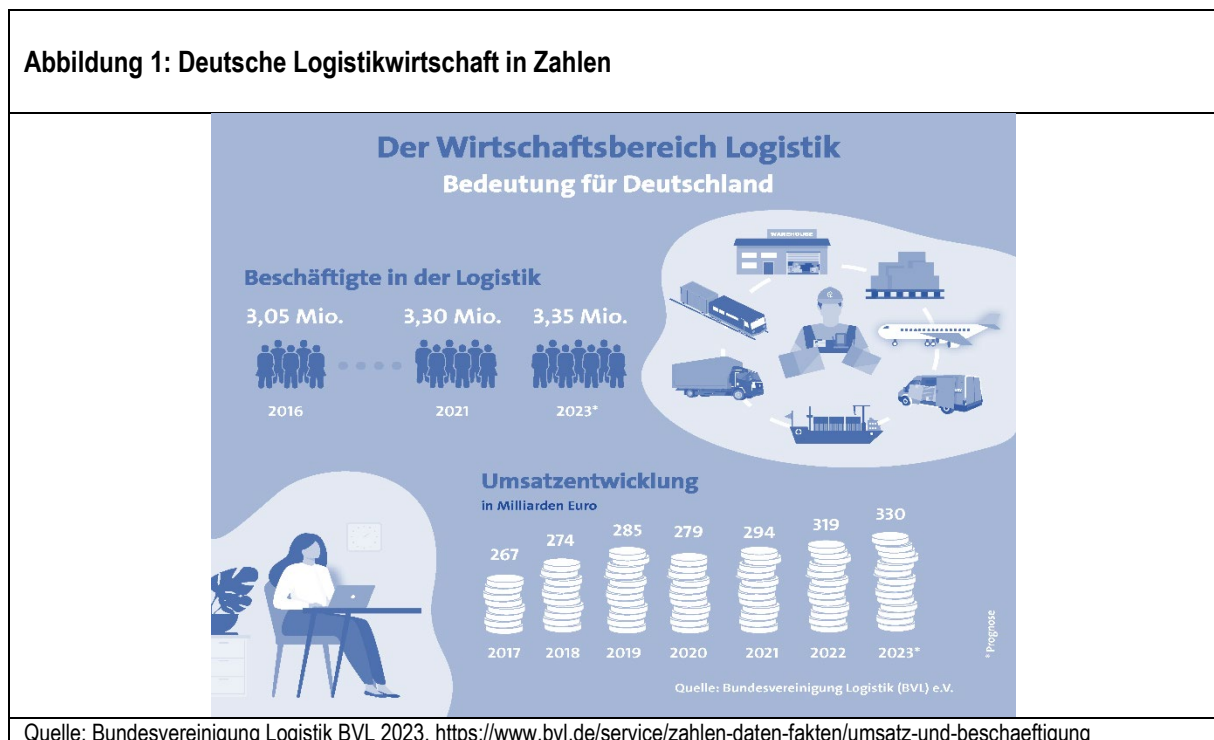 Abbildung 1: Deutsche Logistikwirtschaft in Zahlen
Der Wirtschaftsbereich Logistik
Bedeutung für Deutschland
WAREHOUSE
Beschäftigte in der Logistik
3,05 Mio. 3,30 Mio. 3,35 Mio.
2016 2021 2023*
Umsatzentwicklung
in Milliarden Euro
267 274 285 279 294 319 330
2017 2018 2019 2020 2021 2022 2023*
*Prognose
Quelle: Bundesvereinigung Logistik (BVL) e.V.
Quelle: Bundesvereinigung Logistik BVL 2023, https://www.bvl.de/service/zahlen-daten-fakten/umsatz-und-beschaeftigung